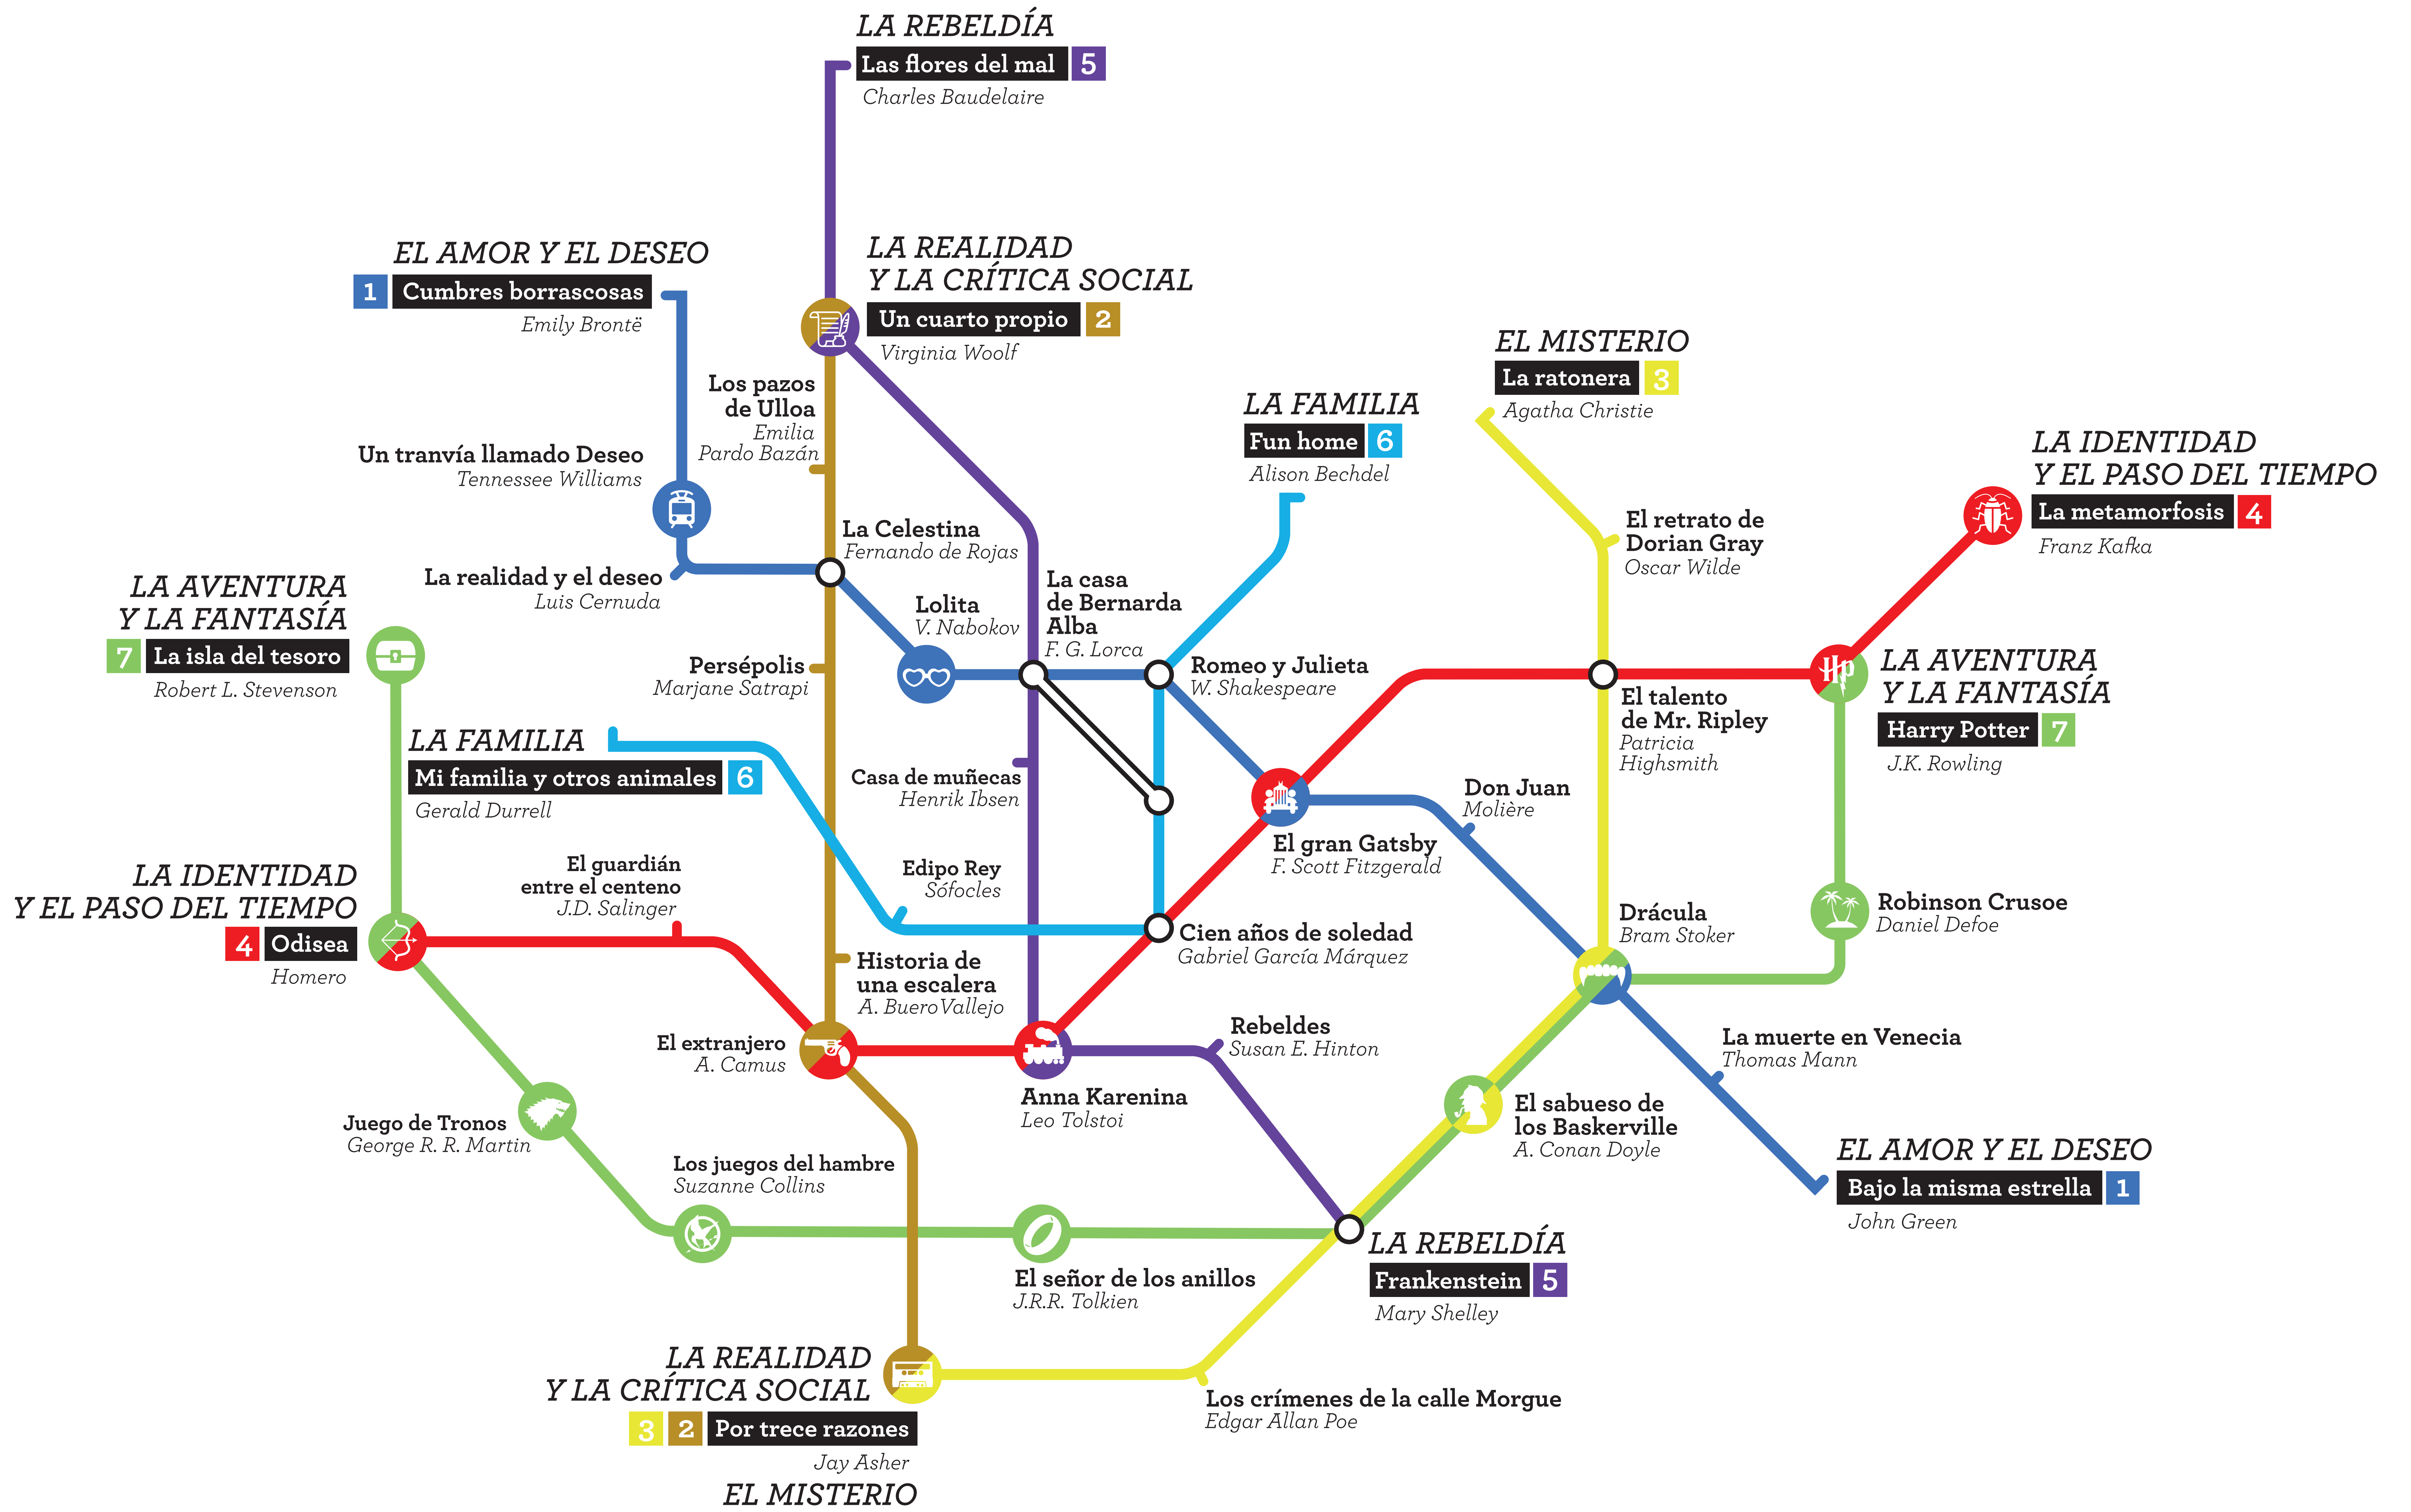 LA REBELDÍA
Las flores del mal 5
Charles Baudelaire
EL AMOR Y EL DESEO
1 Cumbres borrascosas
Emily Brontë
LA REALIDAD
Y LA CRÍTICA SOCIAL
Un cuarto propio 2
Virginia Woolf
EL MISTERIO
La ratonera 3
Agatha Christie
Los pazos
de Ulloa
Emilia
Pardo Bazán
LA FAMILIA
Fun home 6
Alison Bechdel
LA IDENTIDAD
Y EL PASO DEL TIEMPO
La metamorfosis 4
Franz Kafka
Un tranvía llamado Deseo
Tennessee Williams
La Celestina
Fernando de Rojas
El retrato de
Dorian Gray
Oscar Wilde
La realidad y el deseo
Luis Cernuda
LA AVENTURA
Y LA FANTASÍA
7 La isla del tesoro
Robert L. Stevenson
Lolita
V. Nabokov
La casa
de Bernarda
Alba
F. G. Lorca
Persépolis
Marjane Satrapi
Romeo y Julieta
W. Shakespeare
El talento
de Mr. Ripley
Patricia
Highsmith
Hp
LA AVENTURA
Y LA FANTASÍA
Harry Potter 7
J.K. Rowling
LA FAMILIA
Mi familia y otros animales 6
Gerald Durrell
Casa de muñecas
Henrik Ibsen
Don Juan
Molière
El gran Gatsby
F. Scott Fitzgerald
LA IDENTIDAD
Y EL PASO DEL TIEMPO
4 Odisea
Homero
El guardián
entre el centeno
J.D. Salinger
Edipo Rey
Sófocles
Cien años de soledad
Gabriel García Márquez
Drácula
Bram Stoker
Robinson Crusoe
Daniel Defoe
Historia de
una escalera
A. BueroVallejo
El extranjero
A. Camus
Rebeldes
Susan E. Hinton
La muerte en Venecia
Thomas Mann
Anna Karenina
Leo Tolstoi
Juego de Tronos
George R. R. Martin
El sabueso de
los Baskerville
A. Conan Doyle
EL AMOR Y EL DESEO
Bajo la misma estrella 1
John Green
Los juegos del hambre
Suzanne Collins
El señor de los anillos
J.R.R. Tolkien
LA REBELDÍA
Frankenstein 5
Mary Shelley
LA REALIDAD
Y LA CRÍTICA SOCIAL
3 2 Por trece razones
Jay Asher
EL MISTERIO
Los crímenes de la calle Morgue
Edgar Allan Poe